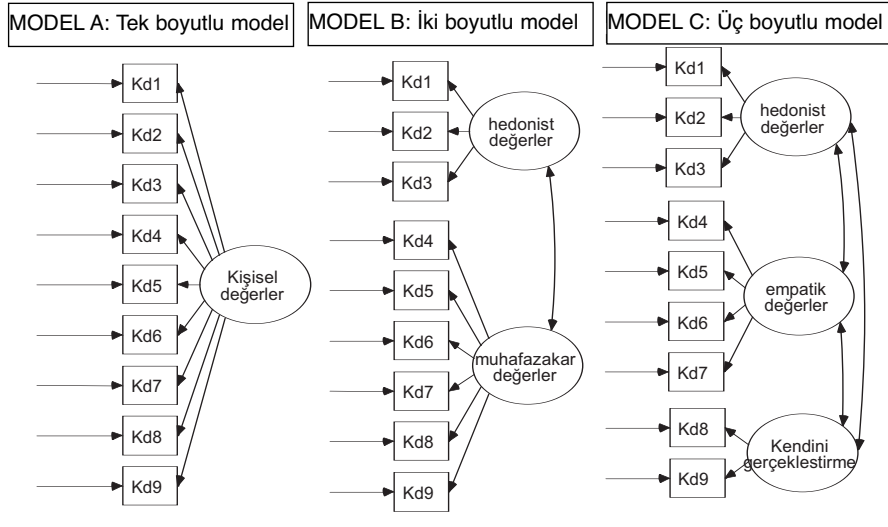 MODEL A: Tek boyutlu model
Kd1
Kd2
Kd3
Kd4
Kd5
Kd6
Kd7
Kd8
Kd9
Kişisel
değerler
MODEL B: İki boyutlu model
Kd1
Kd2
Kd3
hedonist
değerler
Kd4
Kd5
Kd6
Kd7
Kd8
Kd9
muhafazakar
değerler
MODEL C: Üç boyutlu model
Kd1
Kd2
Kd3
hedonist
değerler
Kd4
Kd5
Kd6
Kd7
empatik
değerler
Kd8
Kd9
Kendini
gerçeklestirme